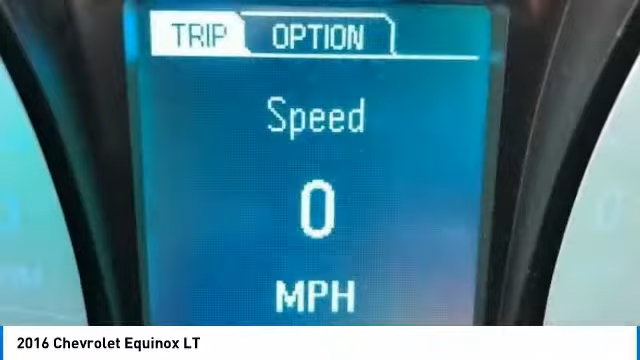 TRIP OPTION
Speed
0
MPH
2016 Chevrolet Equinox LT